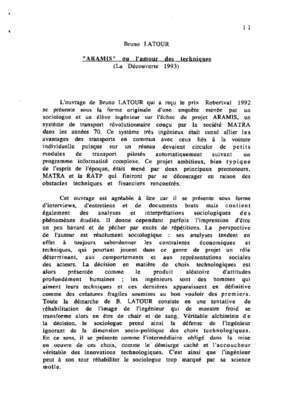 11
Bruno LATOUR
"ARAMIS" ou l'amour des techniques
(La Découverte 1993)
L'ouvrage de Bruno LATOUR qui a reçu le prix Roberval 1992
se présente sous la forme originale d'une enquête menée par un
sociologue et un élève ingénieur sur l'échec du projet ARAMIS, un
système de transport révolutionnaire conçu par la société MATRA
dans les années 70. Ce système très ingénieux était censé allier les
avantages des transports en commun avec ceux liés à la voiture
individuelle puisque sur un réseau devaient circuler de petits
modules de transport pilotés automatiquement suivant un
programme informatisé complexe. Ce projet ambitieux, bien typique
de l'esprit de l'époque, était mené par deux principaux promoteurs,
MATRA et la RATP qui finiront par se décourager en raison des
obstacles techniques et financiers rencontrés.
Cet ouvrage est agréable à lire car il se présente sous forme
d'interviews, d'entretiens et de documents bruts mais contient
également des analyses et interprétations sociologiques des
phénomènes étudiés. Il donne cependant parfois l'impression d'être
un peu bavard et de pêcher par excès de répétitions. La perspective
de l'auteur est résolument sociologique : ses analyses tendent en
effet à toujours subordonner les contraintes économiques et
techniques, qui pourtant jouent dans ce genre de projet un rôle
déterminant, aux comportements et aux représentations sociales
des acteurs. La décision en matière de choix technologiques est
alors présentée comme le produit aléatoire d'attitudes
profondément humaines : les ingénieurs sont des hommes qui
aiment leurs techniques et ces dernières apparaissent en définitive
comme des créatures fragiles soumises au bon vouloir des premiers.
Toute la démarche de B. LATOUR consiste en une tentative de
réhabilitation de l'image de l'ingénieur qui de monstre froid se
transforme alors en être de chair et de sang. Véritable alchimiste de
la décision, le sociologue prend ainsi la défense de l'ingénieur
ignorant de la dimension socio-politique des choix technologiques.
En ce sens, il se présente comme l'intermédiaire obligé dans la mise
en oeuvre de ces choix, comme le démiurge caché et l'accoucheur
véritable des innovations technologiques. C'est ainsi que l'ingénieur
peut à son tour réhabiliter le sociologue trop marqué par sa science
molle.